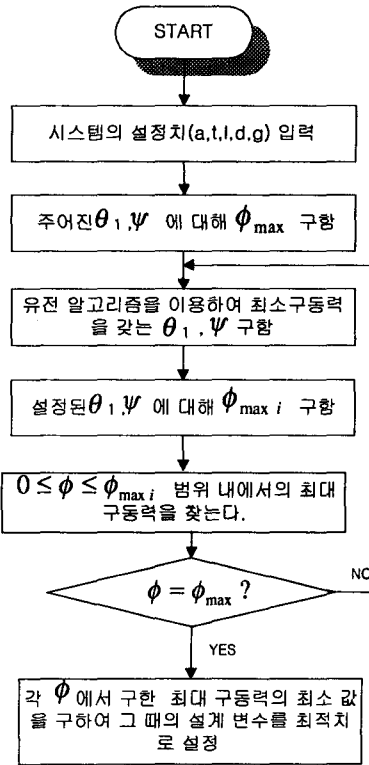 START
시스템의 설정치(a,t,l,d,g) 입력
주어진 θ₁,ψ 에 대해 ϕ_max 구함
유전 알고리즘을 이용하여 최소구동력
을 갖는 θ₁, ψ 구함
설정된 θ₁,ψ 에 대해 ϕ_max i 구함
0 ≤ ϕ ≤ ϕ_max i 범위 내에서의 최대
구동력을 찾는다.
ϕ = ϕ_max ?
NO
YES
각 ϕ 에서 구한 최대 구동력의 최소 값
을 구하여 그 때의 설계 변수를 최적치
로 설정